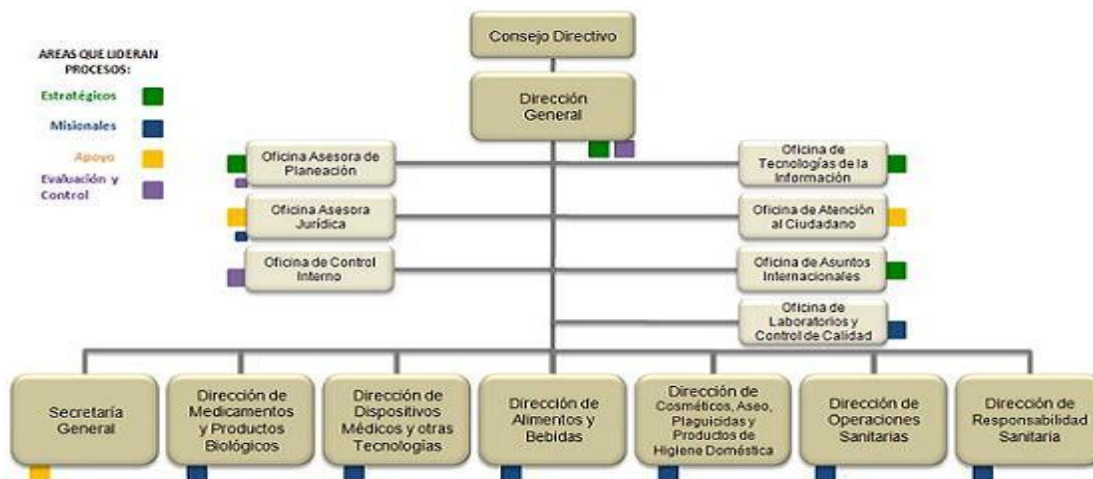 Consejo Directivo
AREAS QUE LIDERAN
PROCESOS:
Estratégicos
Misionales
Apoyo
Evaluación y
Control
Dirección
General
Oficina Asesora de
Planeación
Oficina de
Tecnologías de la
Información
Oficina Asesora
Jurídica
Oficina de Atención
al Ciudadano
Oficina de Control
Interno
Oficina de Asuntos
Internacionales
Oficina de
Laboratorios y
Control de Calidad
Secretaría
General
Dirección de
Medicamentos
y Productos
Biológicos
Dirección de
Dispositivos
Médicos y otras
Tecnologías
Dirección de
Alimentos y
Bebidas
Dirección de
Cosméticos, Aseo,
Plaguicidas y
Productos de
Higiene Doméstica
Dirección de
Operaciones
Sanitarias
Dirección de
Responsabilidad
Sanitaria